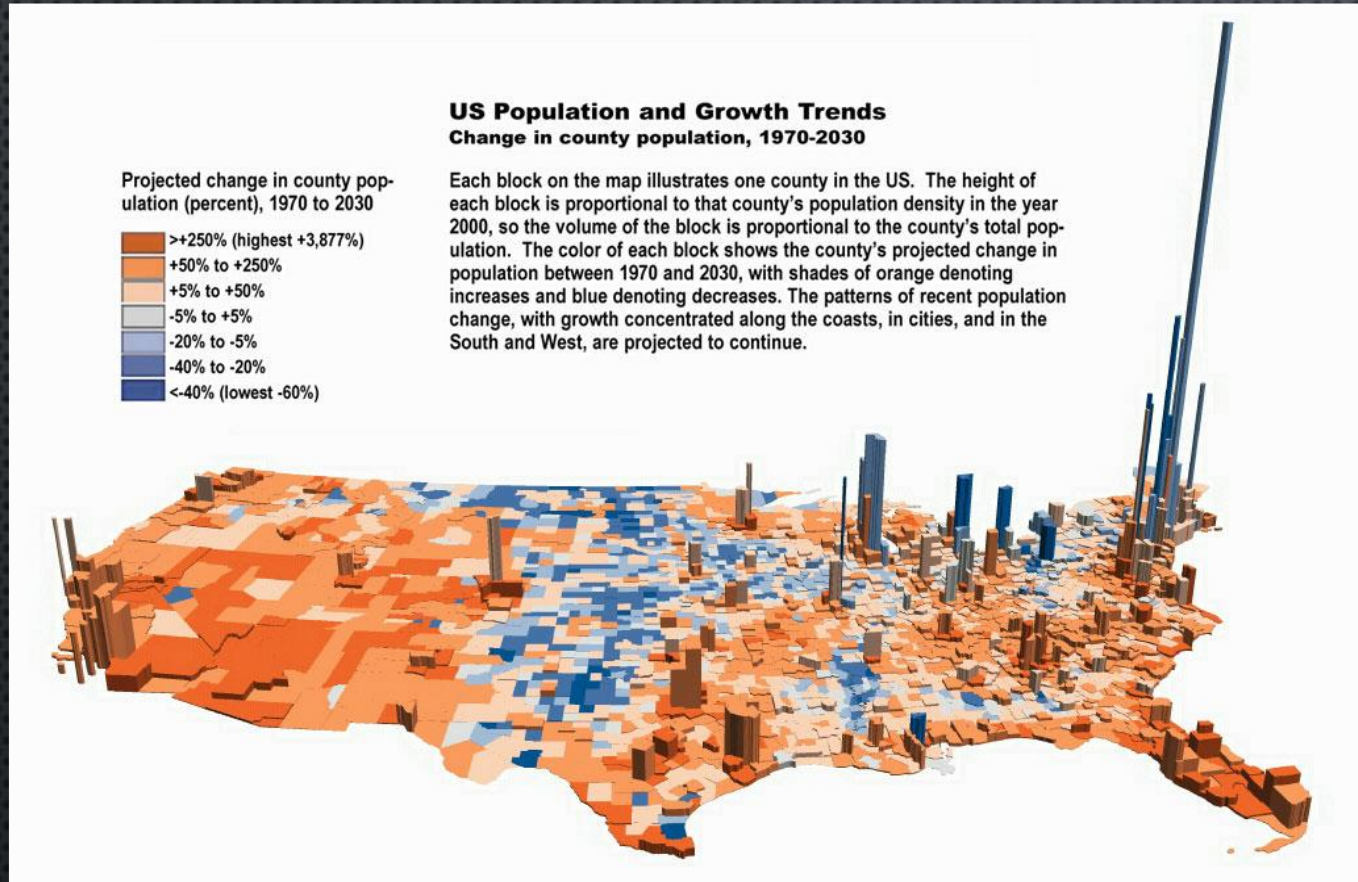 US Population and Growth Trends
Change in county population, 1970-2030
Projected change in county pop-
ulation (percent), 1970 to 2030
>+250% (highest +3,877%)
+50% to +250%
+5% to +50%
-5% to +5%
-20% to -5%
-40% to -20%
<-40% (lowest -60%)
Each block on the map illustrates one county in the US. The height of
each block is proportional to that county's population density in the year
2000, so the volume of the block is proportional to the county's total pop-
ulation. The color of each block shows the county's projected change in
population between 1970 and 2030, with shades of orange denoting
increases and blue denoting decreases. The patterns of recent population
change, with growth concentrated along the coasts, in cities, and in the
South and West, are projected to continue.